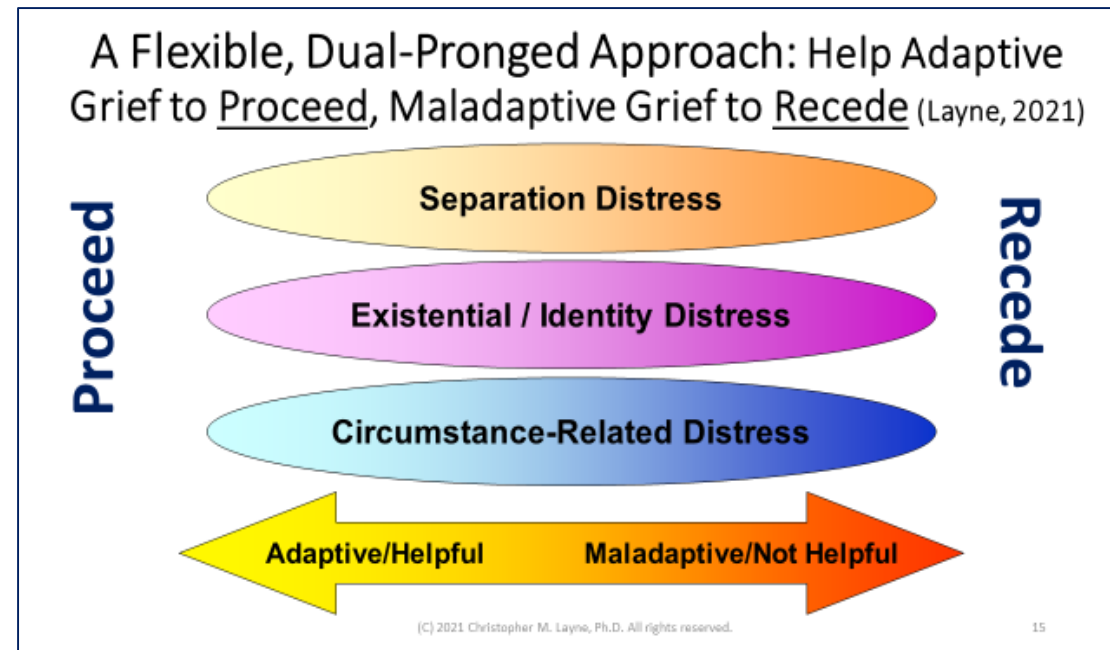 A Flexible, Dual-Pronged Approach: Help Adaptive
Grief to Proceed, Maladaptive Grief to Recede (Layne, 2021)
Proceed
Separation Distress
Recede
Existential / Identity Distress
Circumstance-Related Distress
Adaptive/Helpful
Maladaptive/Not Helpful
(C) 2021 Christopher M. Layne, Ph.D. All rights reserved.
15